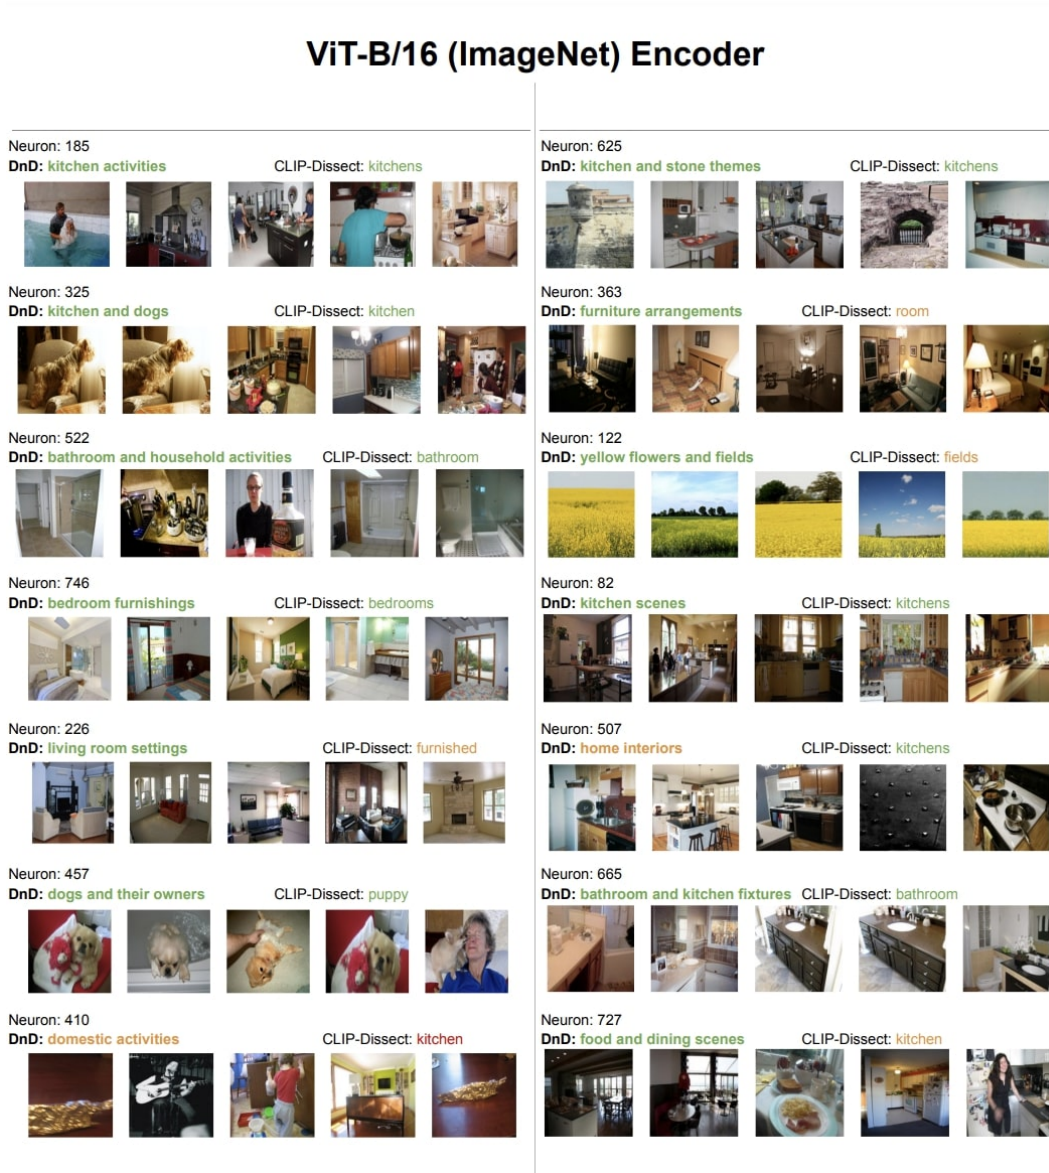 ViT-B/16 (ImageNet) Encoder
Neuron: 185
DnD: kitchen activities CLIP-Dissect: kitchens
Neuron: 325
DnD: kitchen and dogs CLIP-Dissect: kitchen
Neuron: 522
DnD: bathroom and household activities CLIP-Dissect: bathroom
Neuron: 746
DnD: bedroom furnishings CLIP-Dissect: bedrooms
Neuron: 226
DnD: living room settings CLIP-Dissect: furnished
Neuron: 457
DnD: dogs and their owners CLIP-Dissect: puppy
Neuron: 410
DnD: domestic activities CLIP-Dissect: kitchen
Neuron: 625
DnD: kitchen and stone themes CLIP-Dissect: kitchens
Neuron: 363
DnD: furniture arrangements CLIP-Dissect: room
Neuron: 122
DnD: yellow flowers and fields CLIP-Dissect: fields
Neuron: 82
DnD: kitchen scenes CLIP-Dissect: kitchens
Neuron: 507
DnD: home interiors CLIP-Dissect: kitchens
Neuron: 665
DnD: bathroom and kitchen fixtures CLIP-Dissect: bathroom
Neuron: 727
DnD: food and dining scenes CLIP-Dissect: kitchen